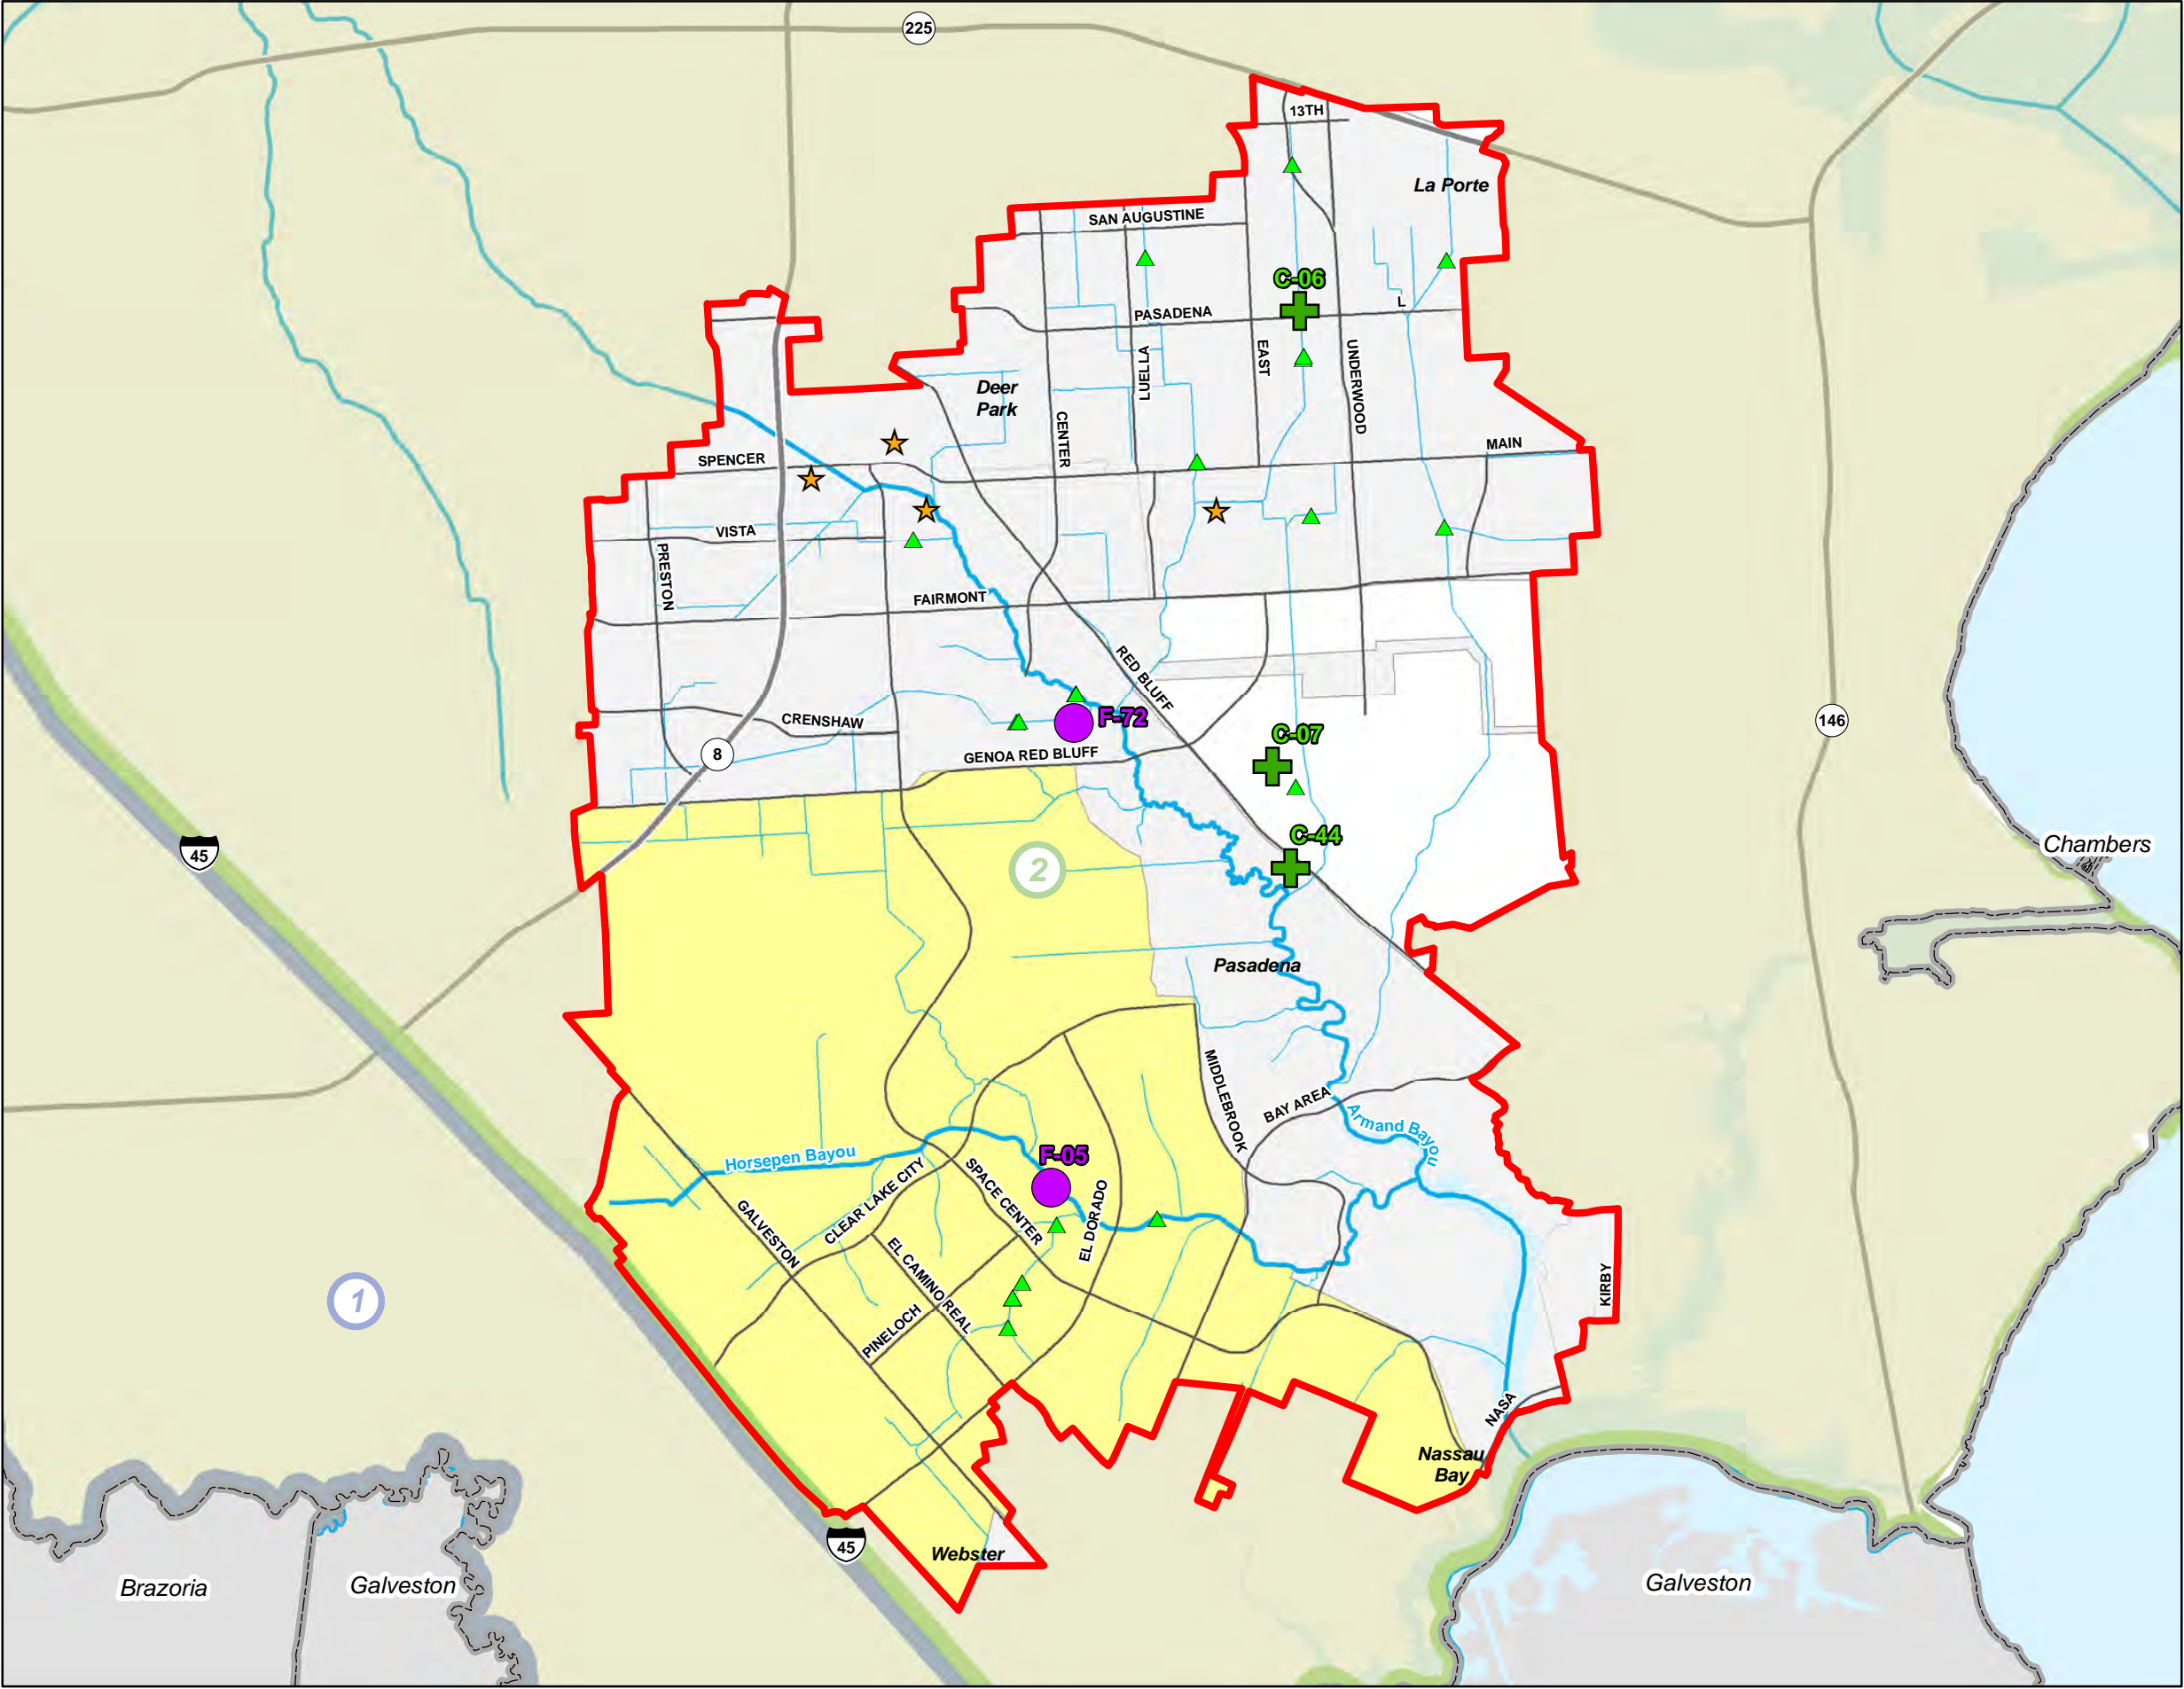 225
13TH
La Porte
SAN AUGUSTINE
C-06
L
PASADENA
EAST
UNDERWOOD
LUELLA
Deer
Park
CENTER
MAIN
SPENCER
VISTA
PRESTON
FAIRMONT
RED BLUFF
F-72
CRENSHAW
146
C-07
8
GENOA RED BLUFF
C-44
Chambers
45
2
Pasadena
MIDDLEBROOK
BAY AREA
Armand Bayou
Horsepen Bayou
F-05
SPACE CENTER
CLEAR LAKE CITY
EL DORADO
GALVESTON
EL CAMINO REAL
KIRBY
1
PINELOCH
NASA
Nassau
Bay
45
Webster
Brazoria
Galveston
Galveston